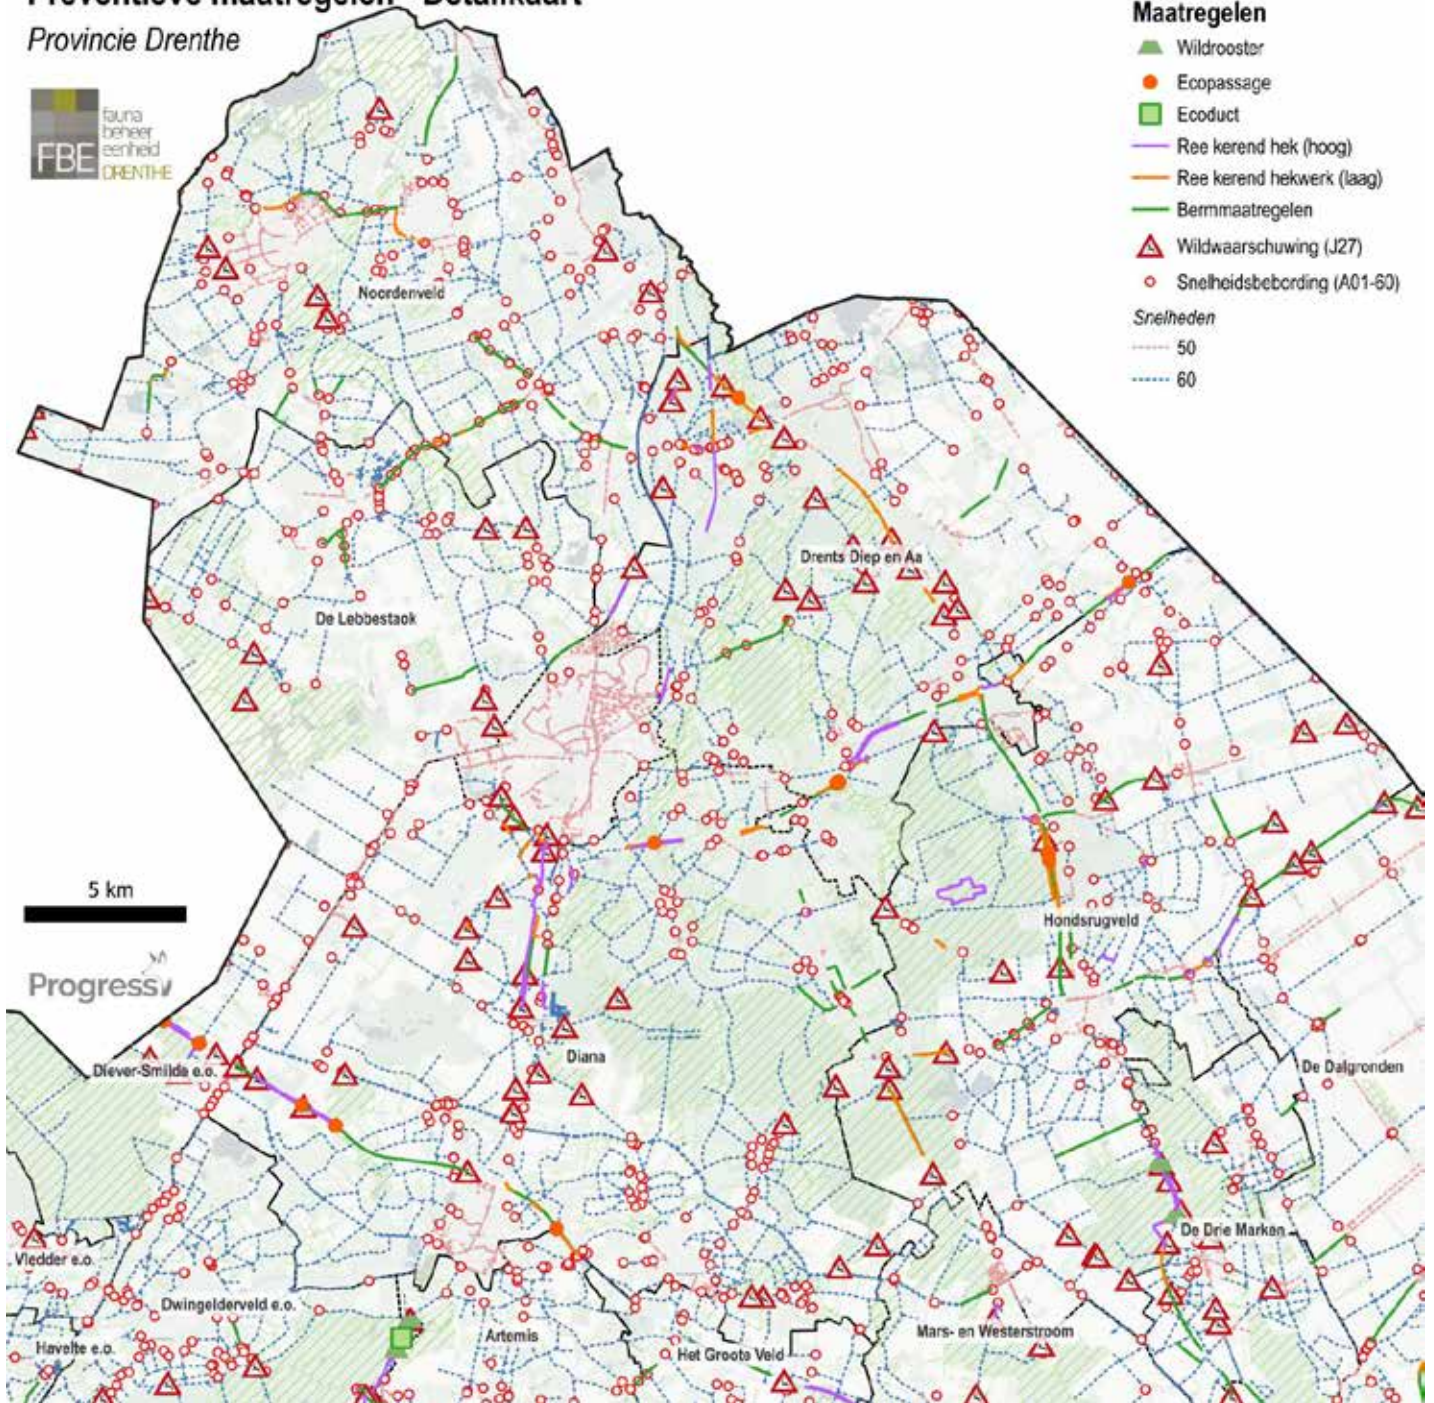 Preventieve maatregelen - Detailkaart
Provincie Drenthe
FBE
fauna
beheer
eenheid
DRENTHE
Maatregelen
Wildrooster
Ecopassage
Ecoduct
Ree kerend hek (hoog)
Ree kerend hekwerk (laag)
Bermmaatregelen
Wildwaarschuwing (J27)
Snelheidsbebording (A01-60)
Snelheden
50
60
Noordenveld
Drents Diep en Aa
De Lebbestaok
5 km
Hondsrugveld
Progress
Diana
Diever-Smilde e.o.
De Dalgronden
De Drie Marken
Vledder e.o.
Dwingelderveld e.o.
Artemis
Mars- en Westerstroom
Havelte e.o.
Het Groote Veld